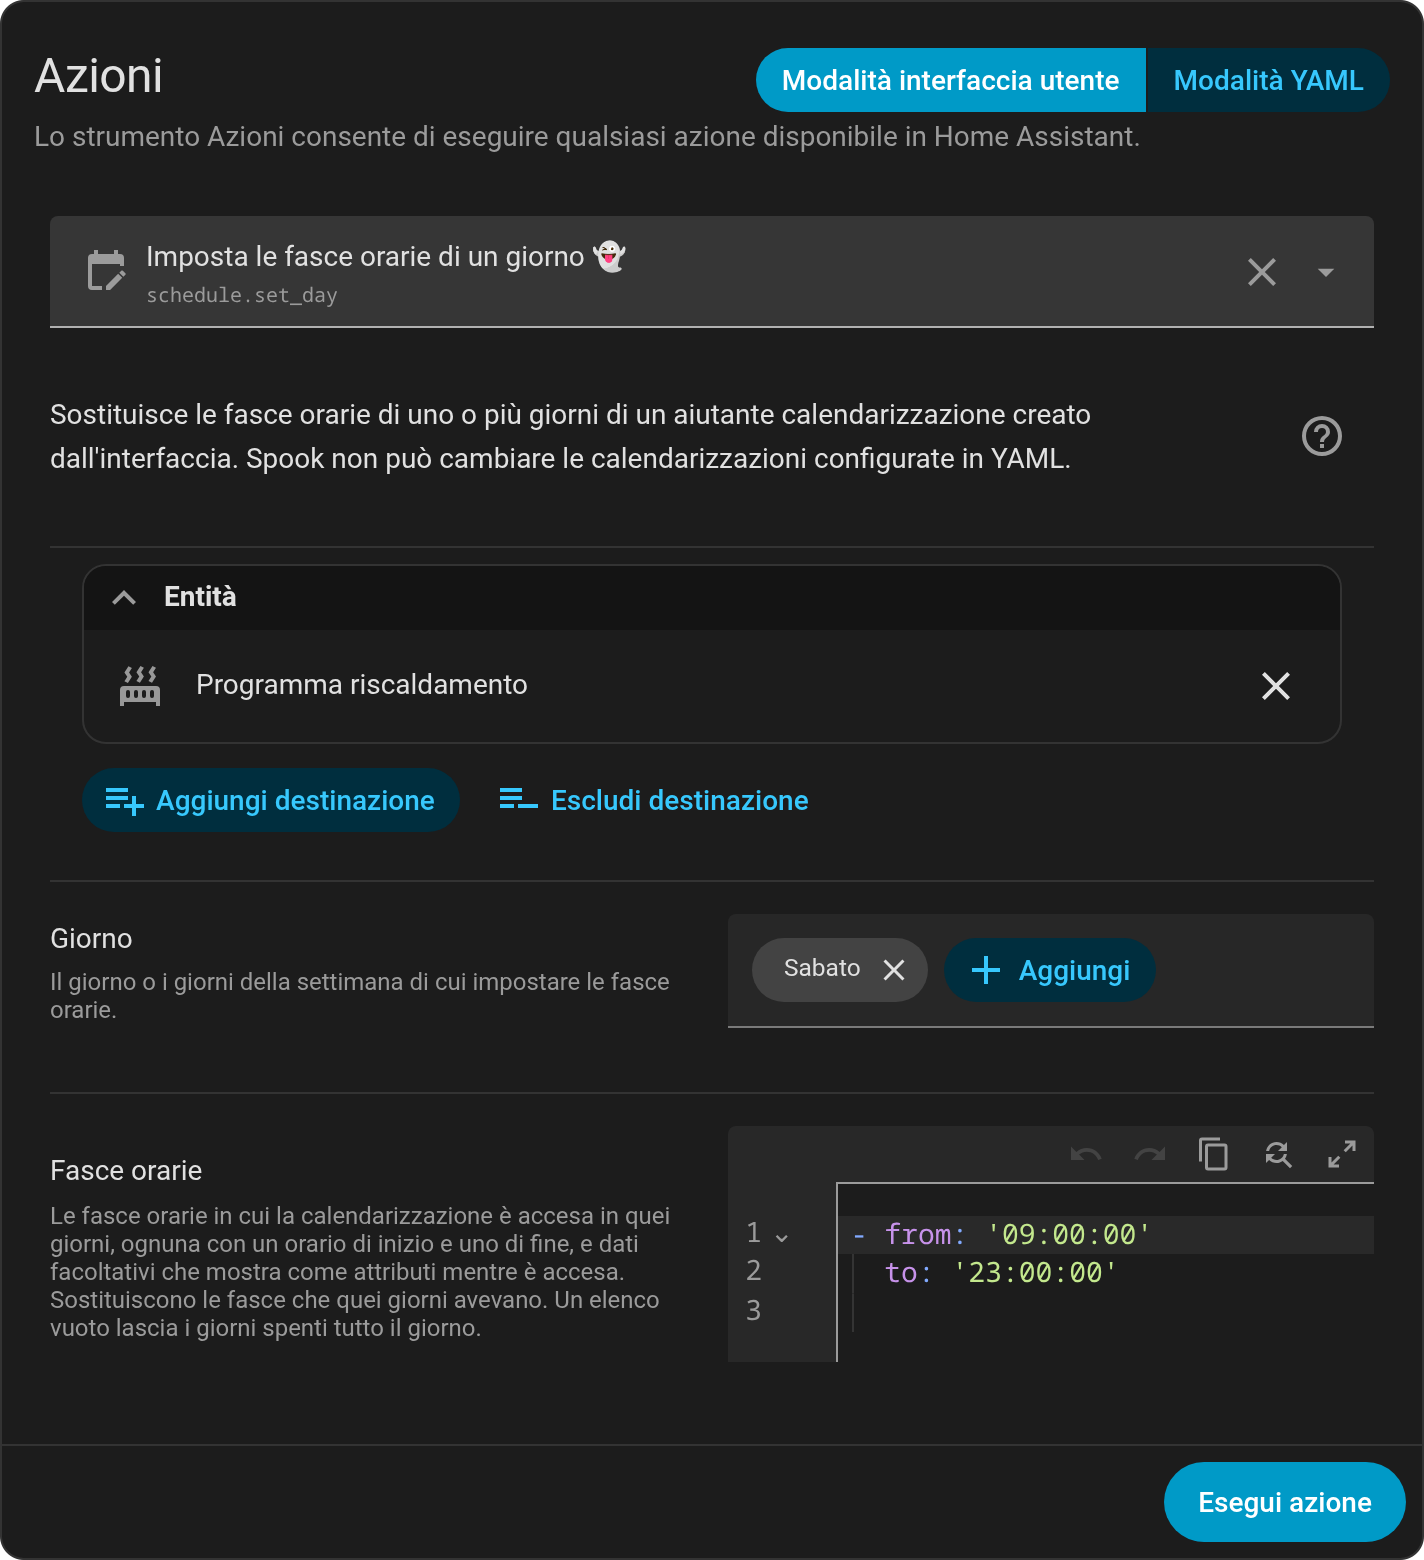 Azioni
Modalità interfaccia utente
Modalità YAML
Lo strumento Azioni consente di eseguire qualsiasi azione disponibile in Home Assistant.
Imposta le fasce orarie di un giorno 👻
schedule.set_day
Sostituisce le fasce orarie di uno o più giorni di un aiutante calendarizzazione creato
dall'interfaccia. Spook non può cambiare le calendarizzazioni configurate in YAML.
Entità
Programma riscaldamento
Aggiungi destinazione
Escludi destinazione
Giorno
Il giorno o i giorni della settimana di cui impostare le fasce
orarie.
Sabato
Aggiungi
Fasce orarie
Le fasce orarie in cui la calendarizzazione è accesa in quei
giorni, ognuna con un orario di inizio e uno di fine, e dati
facoltativi che mostra come attributi mentre è accesa.
Sostituiscono le fasce che quei giorni avevano. Un elenco
vuoto lascia i giorni spenti tutto il giorno.
1 - from: '09:00:00'
2 to: '23:00:00'
3
Esegui azione